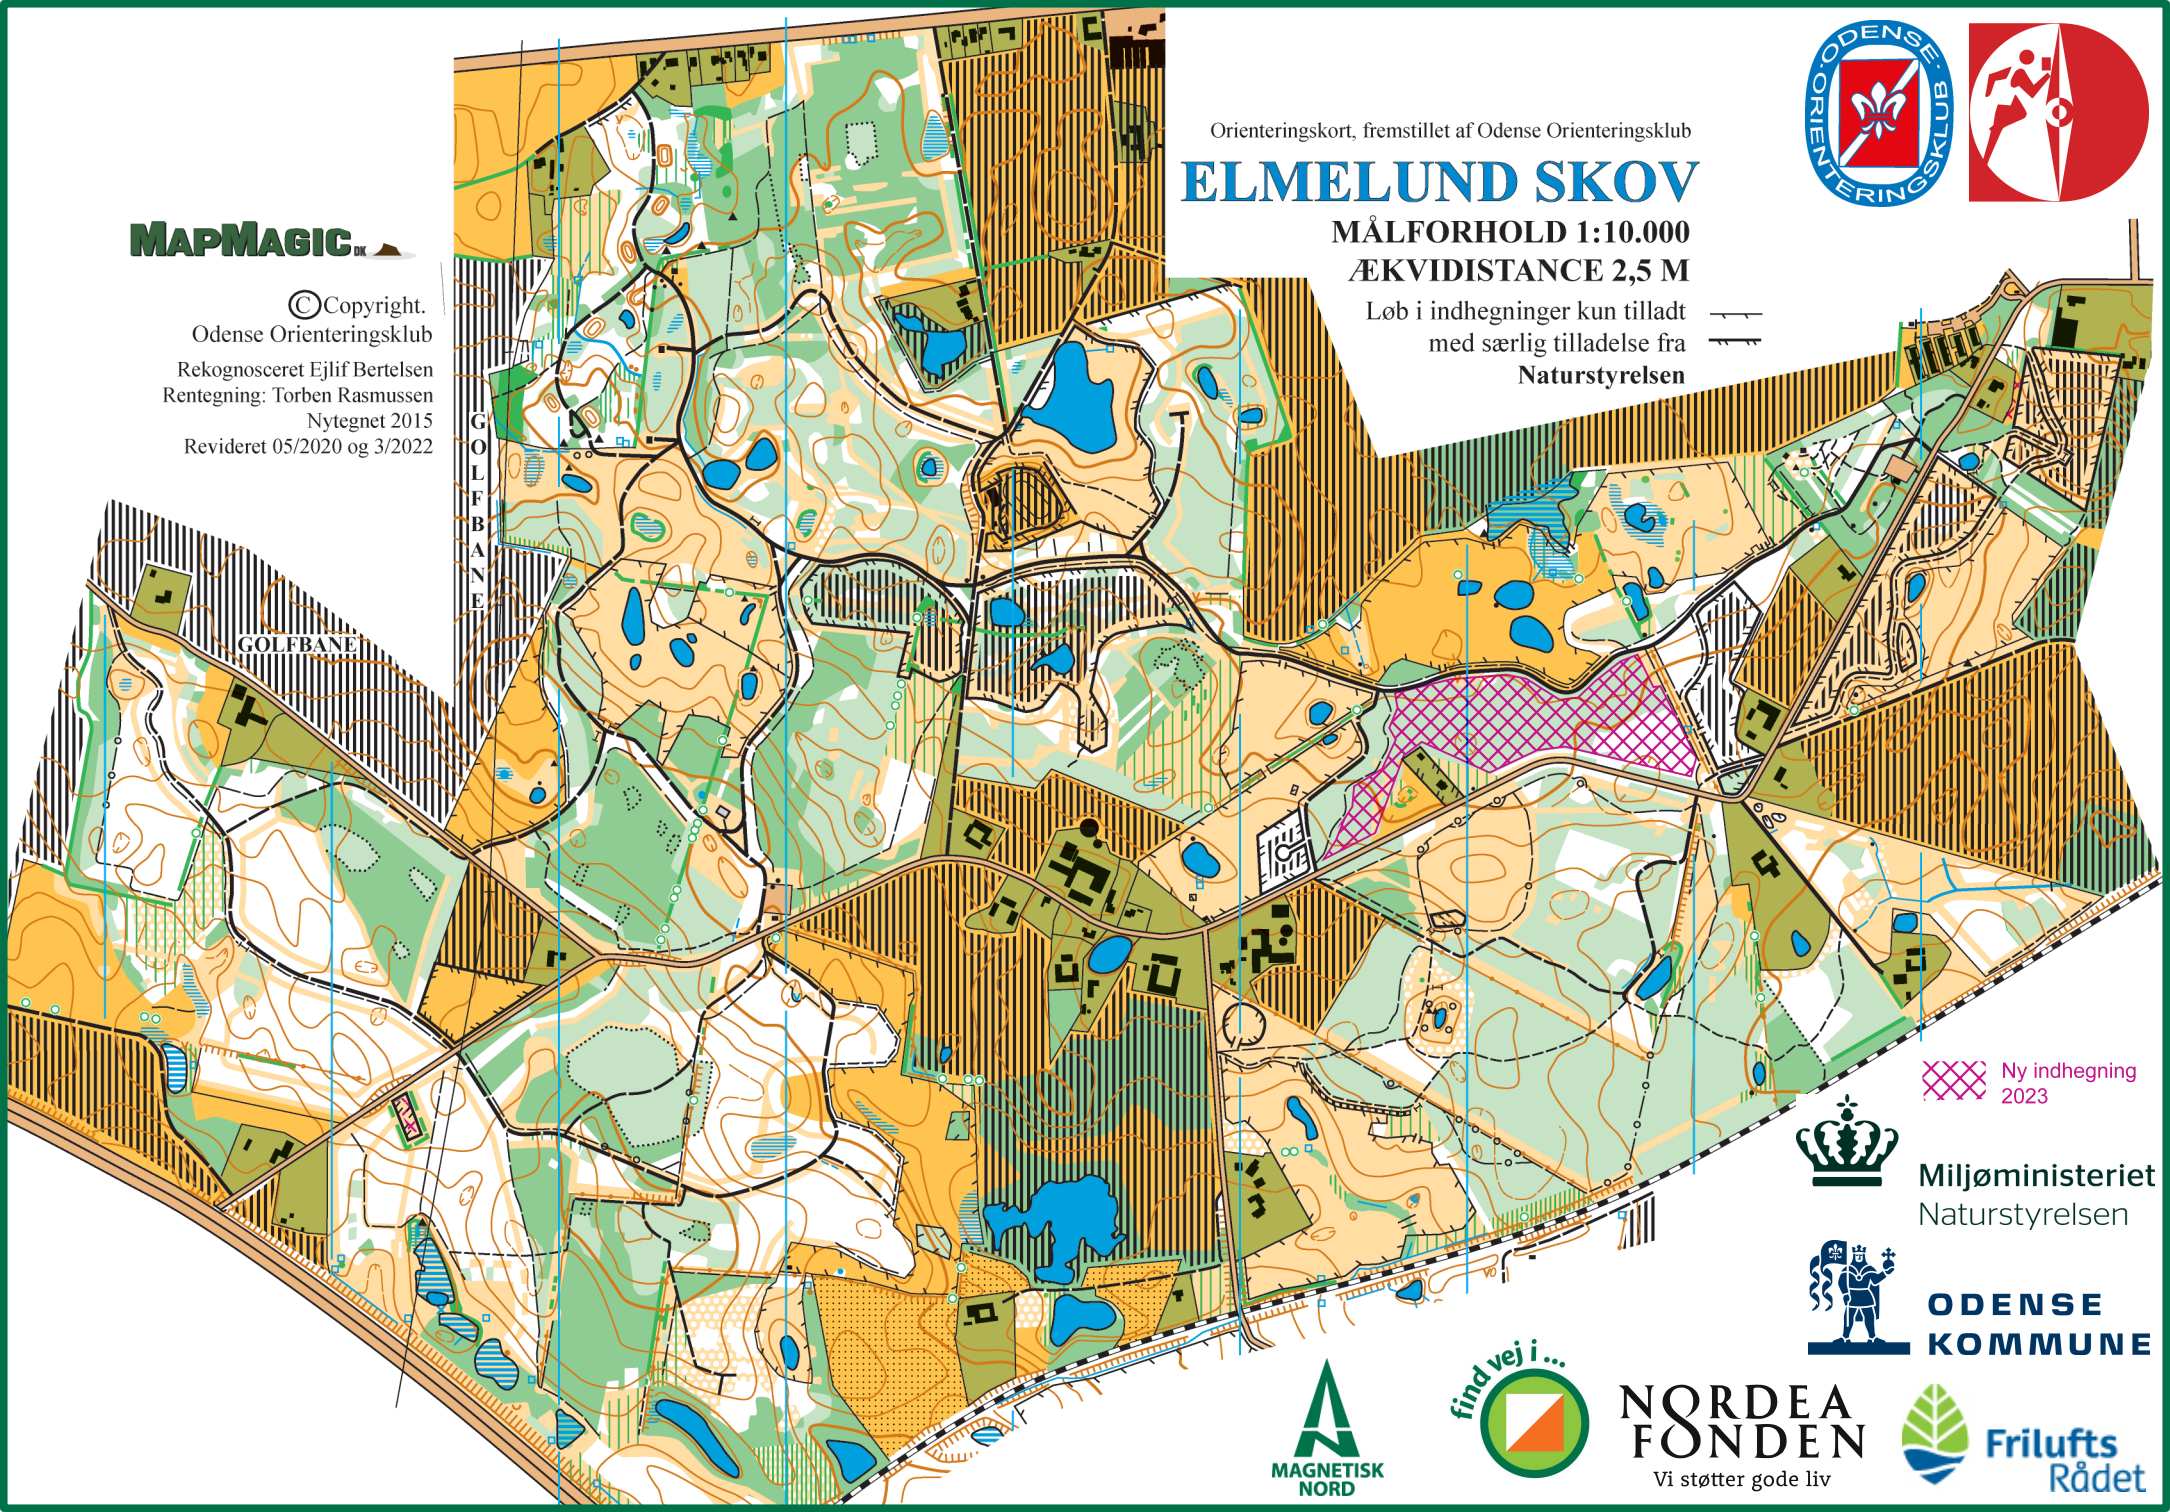 Orienteringskort, fremstillet af Odense Orienteringsklub
ELMELUND SKOV
MÅLFORHOLD 1:10.000
ÆKVIDISTANCE 2,5 M
Løb i indhegninger kun tilladt
med særlig tilladelse fra
Naturstyrelsen
ODENSE
ORIENTERINGSKLUB
MAPMAGIC DK
© Copyright.
Odense Orienteringsklub
Rekognosceret Ejlif Bertelsen
Rentegning: Torben Rasmussen
Nytegnet 2015
Revideret 05/2020 og 3/2022
GOLFBANE
GOLFBANE
Ny indhegning
2023
Miljøministeriet
Naturstyrelsen
ODENSE
KOMMUNE
MAGNETISK
NORD
find vej i ...
NORDEA
FONDEN
Vi støtter gode liv
Frilufts
Rådet